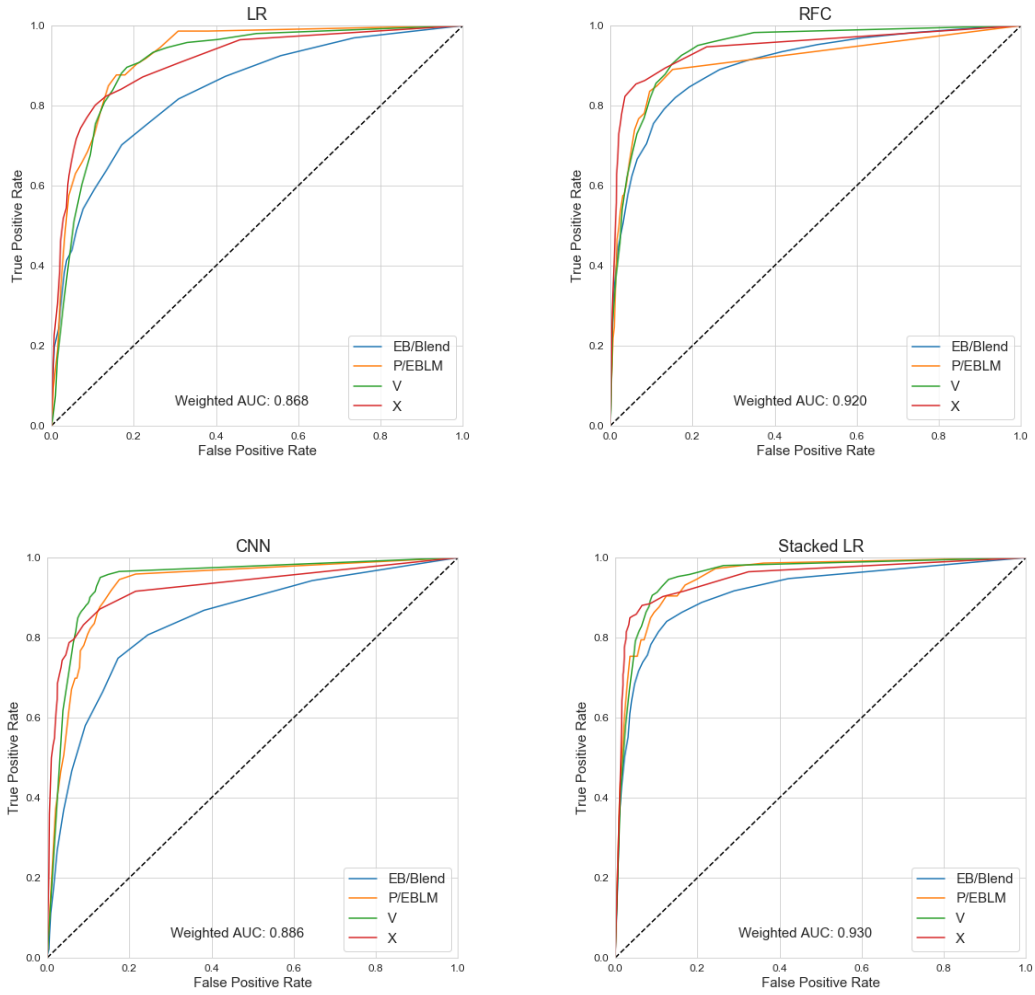 LR
1.0
0.8
0.6
0.4
0.2
0.0
True Positive Rate
EB/Blend
P/EBLM
V
X
Weighted AUC: 0.868
0.0 0.2 0.4 0.6 0.8 1.0
False Positive Rate
RFC
1.0
0.8
0.6
0.4
0.2
0.0
True Positive Rate
EB/Blend
P/EBLM
V
X
Weighted AUC: 0.920
0.0 0.2 0.4 0.6 0.8 1.0
False Positive Rate
CNN
1.0
0.8
0.6
0.4
0.2
0.0
True Positive Rate
EB/Blend
P/EBLM
V
X
Weighted AUC: 0.886
0.0 0.2 0.4 0.6 0.8 1.0
False Positive Rate
Stacked LR
1.0
0.8
0.6
0.4
0.2
0.0
True Positive Rate
EB/Blend
P/EBLM
V
X
Weighted AUC: 0.930
0.0 0.2 0.4 0.6 0.8 1.0
False Positive Rate